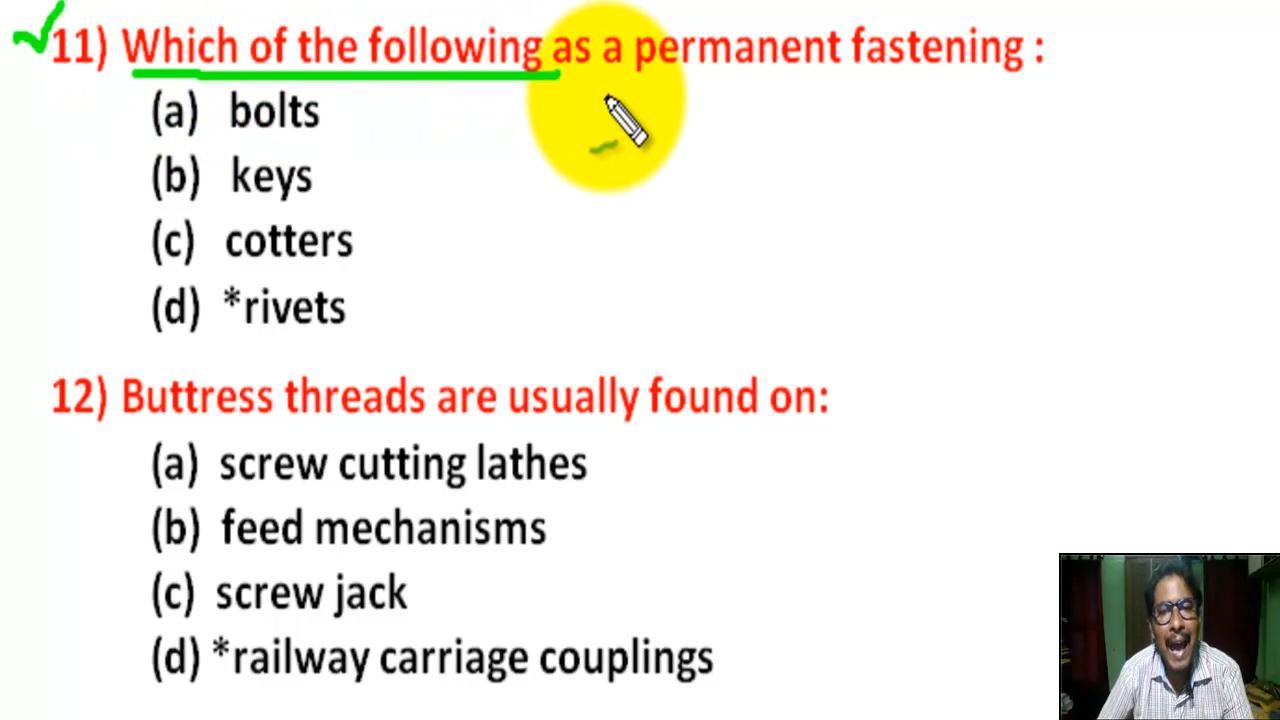 11) Which of the following as a permanent fastening :
(a) bolts
(b) keys
(c) cotters
(d) *rivets
12) Buttress threads are usually found on:
(a) screw cutting lathes
(b) feed mechanisms
(c) screw jack
(d) *railway carriage couplings